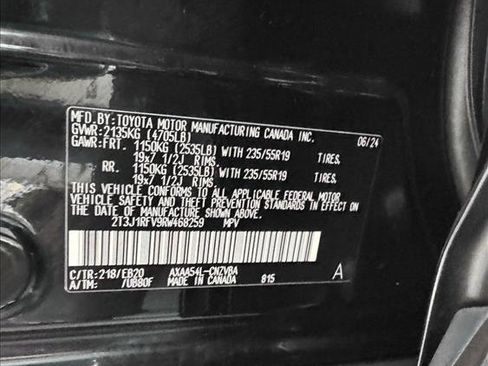 MFD.BY:TOYOTA MOTOR MANUFACTURING CANADA INC. 06/24
GVWR:2135KG (4705LB)
GAWR:FRT. 1150KG (2535LB) WITH 235/55R19 TIRES,
19x7 1/2J RIMS.
RR. 1150KG (2535LB) WITH 235/55R19 TIRES,
19x7 1/2J RIMS.
THIS VEHICLE CONFORMS TO ALL APPLICABLE FEDERAL MOTOR
VEHICLE SAFETY AND THEFT PREVENTION STANDARDS IN EFFECT
ON THE DATE OF MANUFACTURE SHOWN ABOVE.
2T3J1RFV9RW468259 MPV
C/TR:218/EB20 AXAA54L-CNZVBA A
A/TM: /UB80F MADE IN CANADA 815